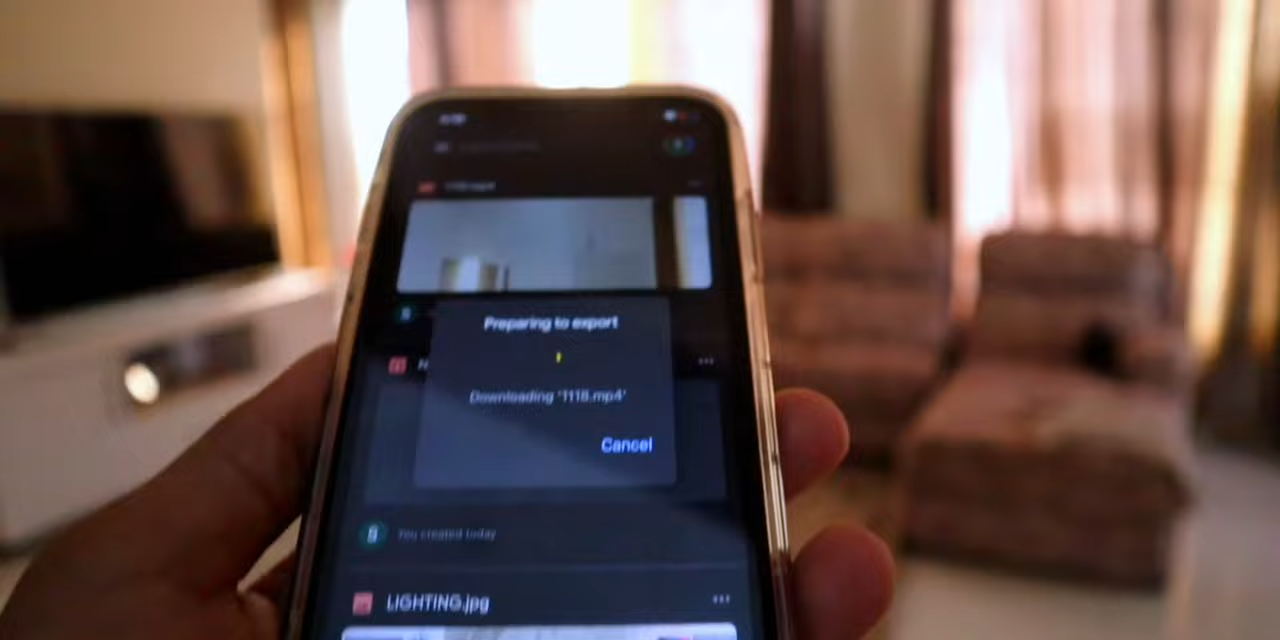 Preparing to export
Downloading "1118.mp4"
Cancel
You created today
LIGHTING.jpg